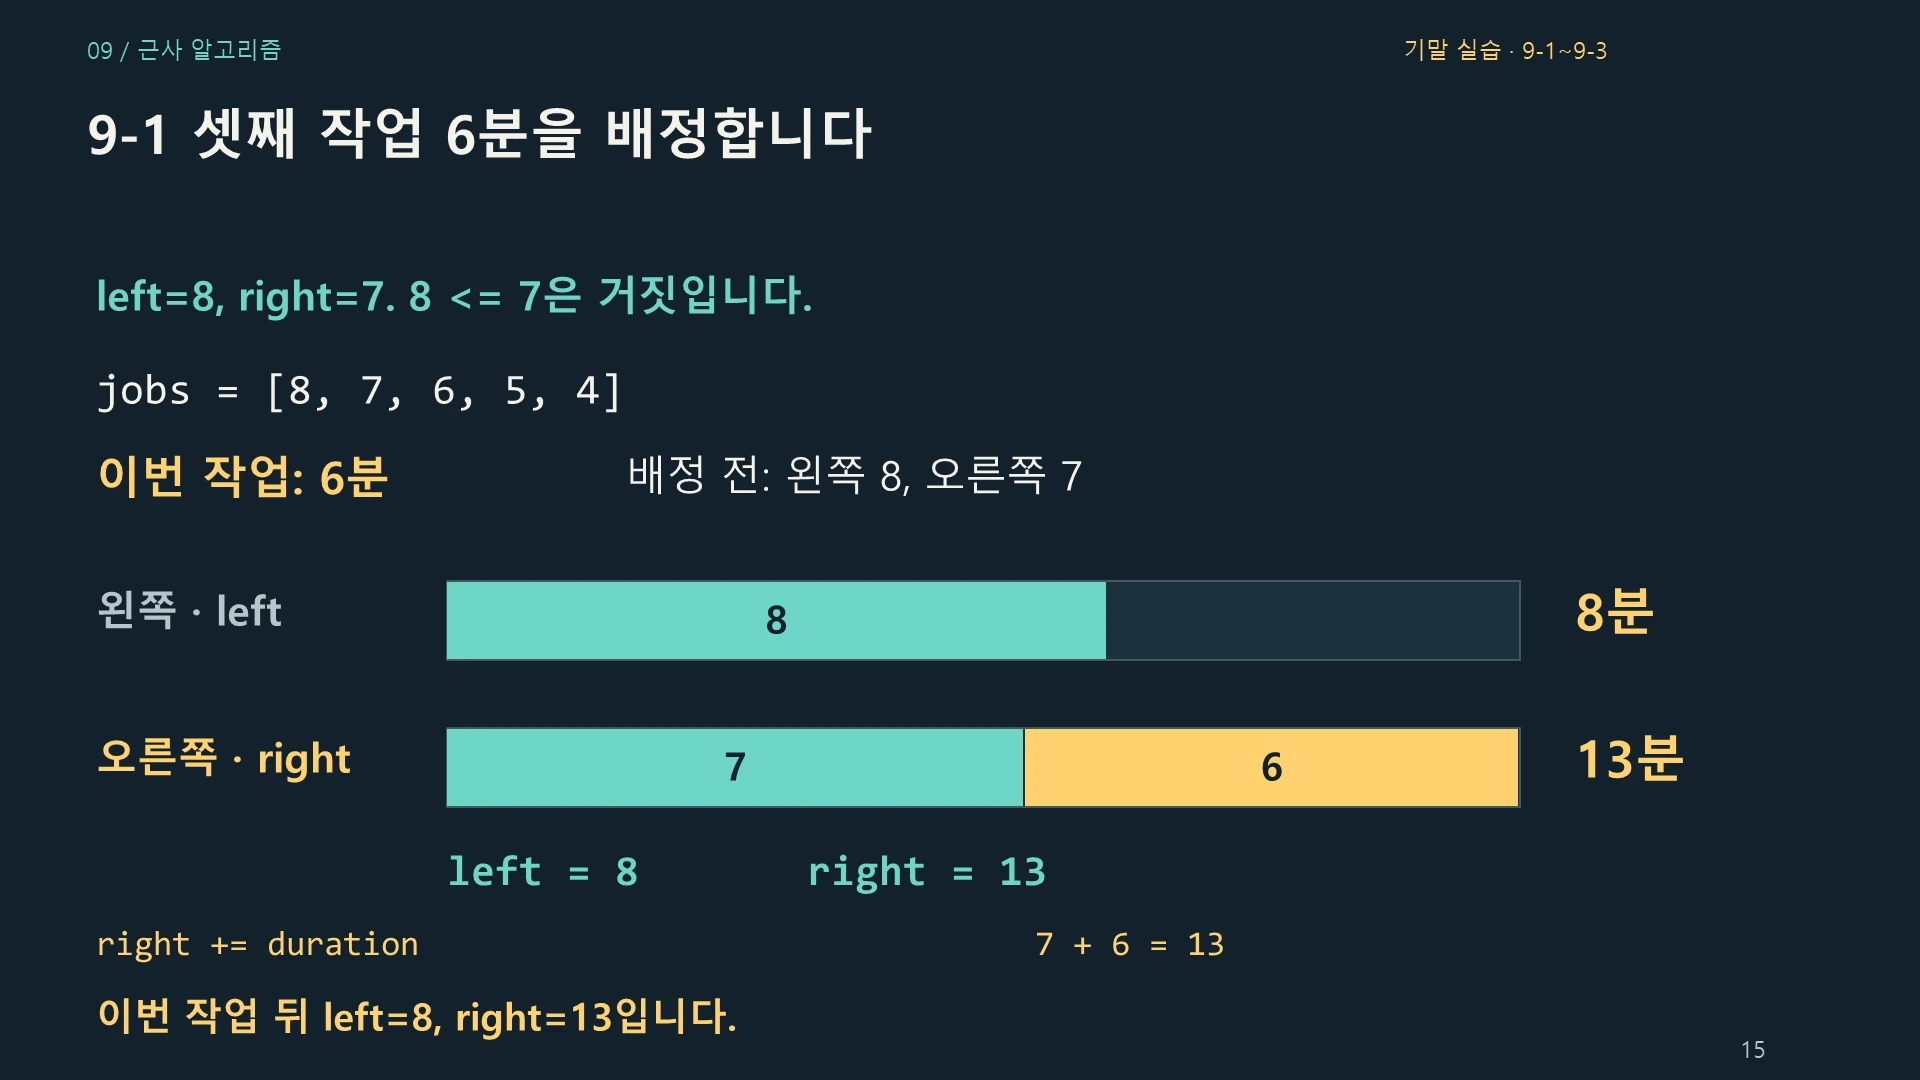 09 / 근사 알고리즘
기말 실습 · 9-1~9-3
9-1 셋째 작업 6분을 배정합니다
left=8, right=7. 8 <= 7은 거짓입니다.
jobs = [8, 7, 6, 5, 4]
이번 작업: 6분
배정 전: 왼쪽 8, 오른쪽 7
왼쪽 · left
8
8분
오른쪽 · right
7
6
13분
left = 8
right = 13
right += duration
7 + 6 = 13
이번 작업 뒤 left=8, right=13입니다.
15